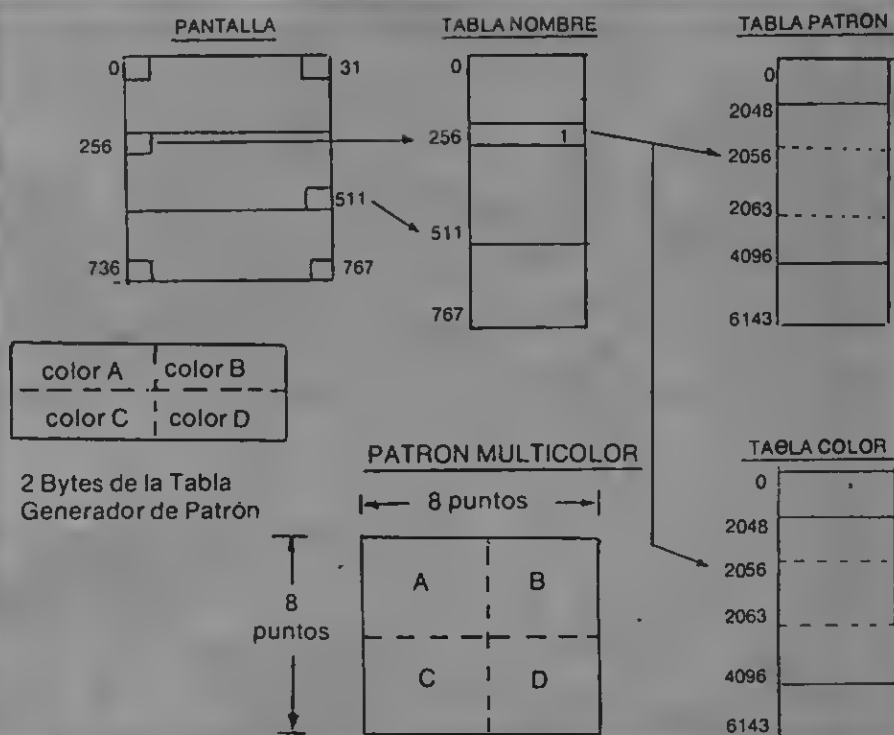 PANTALLA
0
31
256
511
736
767
TABLA NOMBRE
0
256 1
511
767
TABLA PATRON
0
2048
2056
2063
4096
6143
color A color B
color C color D
2 Bytes de la Tabla
Generador de Patrón
PATRON MULTICOLOR
8 puntos
8
puntos
A B
C D
TABLA COLOR
0
2048
2056
2063
4096
6143